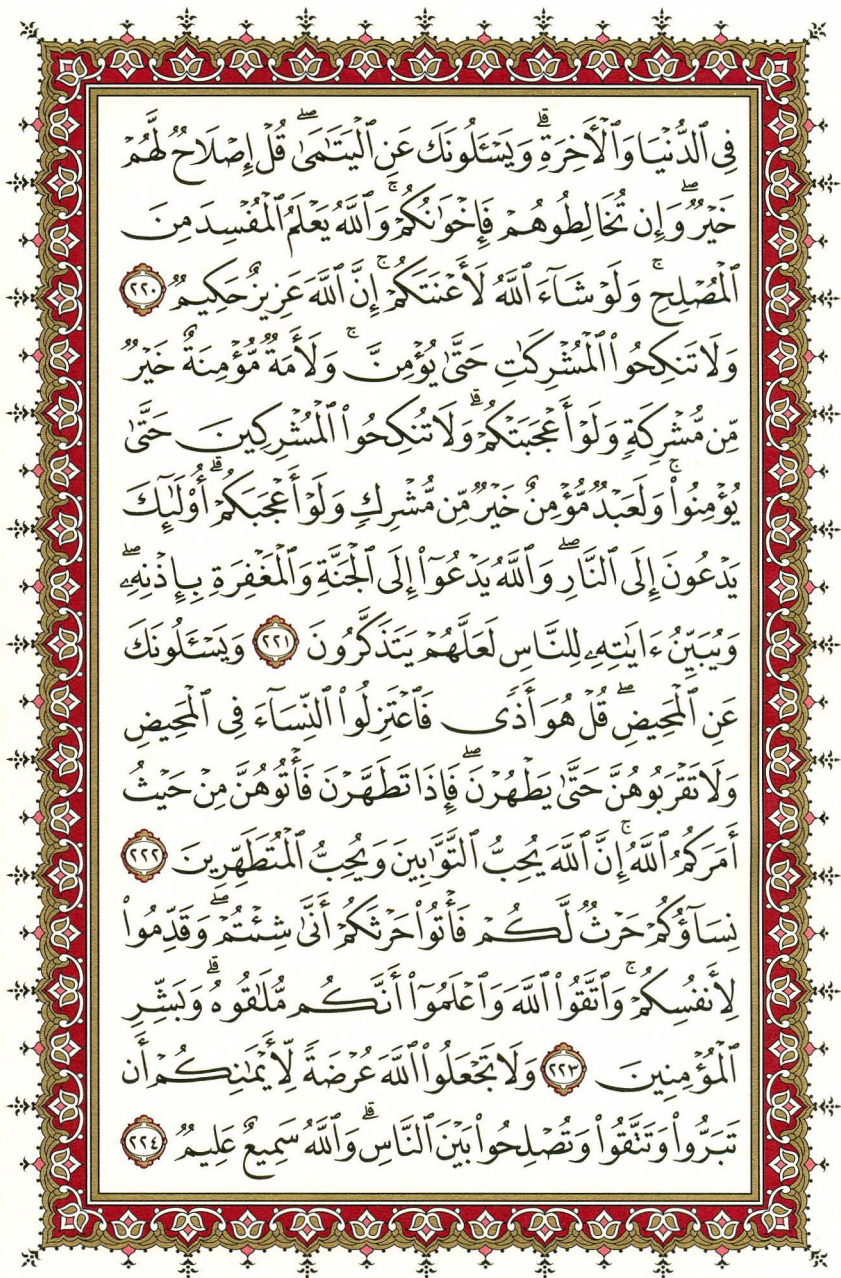 فِي ٱلدُّنۡيَا وَٱلۡأٓخِرَةِۗ وَيَسۡـَٔلُونَكَ عَنِ ٱلۡيَتَٰمَىٰۖ قُلۡ إِصۡلَاحٞ لَّهُمۡ
خَيۡرٞۖ وَإِن تُخَالِطُوهُمۡ فَإِخۡوَٰنُكُمۡۚ وَٱللَّهُ يَعۡلَمُ ٱلۡمُفۡسِدَ مِنَ
ٱلۡمُصۡلِحِۚ وَلَوۡ شَآءَ ٱللَّهُ لَأَعۡنَتَكُمۡۚ إِنَّ ٱللَّهَ عَزِيزٌ حَكِيمٞ ٢٢٠
وَلَا تَنكِحُواْ ٱلۡمُشۡرِكَٰتِ حَتَّىٰ يُؤۡمِنَّۚ وَلَأَمَةٞ مُّؤۡمِنَةٌ خَيۡرٞ
مِّن مُّشۡرِكَةٖ وَلَوۡ أَعۡجَبَتۡكُمۡۗ وَلَا تُنكِحُواْ ٱلۡمُشۡرِكِينَ حَتَّىٰ
يُؤۡمِنُواْۚ وَلَعَبۡدٞ مُّؤۡمِنٌ خَيۡرٞ مِّن مُّشۡرِكٖ وَلَوۡ أَعۡجَبَكُمۡۗ أُوْلَٰٓئِكَ
يَدۡعُونَ إِلَى ٱلنَّارِۖ وَٱللَّهُ يَدۡعُوٓاْ إِلَى ٱلۡجَنَّةِ وَٱلۡمَغۡفِرَةِ بِإِذۡنِهِۦۖ
وَيُبَيِّنُ ءَايَٰتِهِۦ لِلنَّاسِ لَعَلَّهُمۡ يَتَذَكَّرُونَ ٢٢١ وَيَسۡـَٔلُونَكَ
عَنِ ٱلۡمَحِيضِۖ قُلۡ هُوَ أَذٗى فَٱعۡتَزِلُواْ ٱلنِّسَآءَ فِي ٱلۡمَحِيضِ
وَلَا تَقۡرَبُوهُنَّ حَتَّىٰ يَطۡهُرۡنَۖ فَإِذَا تَطَهَّرۡنَ فَأۡتُوهُنَّ مِنۡ حَيۡثُ
أَمَرَكُمُ ٱللَّهُۚ إِنَّ ٱللَّهَ يُحِبُّ ٱلتَّوَّٰبِينَ وَيُحِبُّ ٱلۡمُتَطَهِّرِينَ ٢٢٢
نِسَآؤُكُمۡ حَرۡثٞ لَّكُمۡ فَأۡتُواْ حَرۡثَكُمۡ أَنَّىٰ شِئۡتُمۡۖ وَقَدِّمُواْ
لِأَنفُسِكُمۡۚ وَٱتَّقُواْ ٱللَّهَ وَٱعۡلَمُوٓاْ أَنَّكُم مُّلَٰقُوهُۗ وَبَشِّرِ
ٱلۡمُؤۡمِنِينَ ٢٢٣ وَلَا تَجۡعَلُواْ ٱللَّهَ عُرۡضَةٗ لِّأَيۡمَٰنِكُمۡ أَن
تَبَرُّواْ وَتَتَّقُواْ وَتُصۡلِحُواْ بَيۡنَ ٱلنَّاسِۗ وَٱللَّهُ سَمِيعٌ عَلِيمٞ ٢٢٤